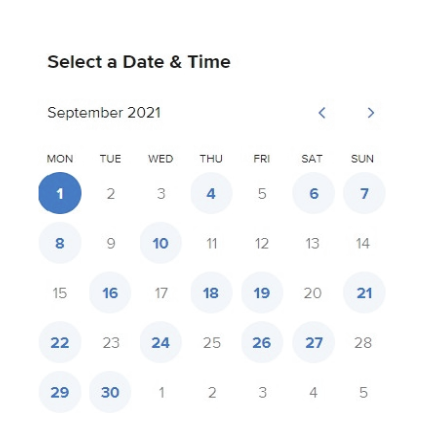 Select a Date & Time
September 2021
MON TUE WED THU FRI SAT SUN
1 2 3 4 5 6 7
8 9 10 11 12 13 14
15 16 17 18 19 20 21
22 23 24 25 26 27 28
29 30 1 2 3 4 5